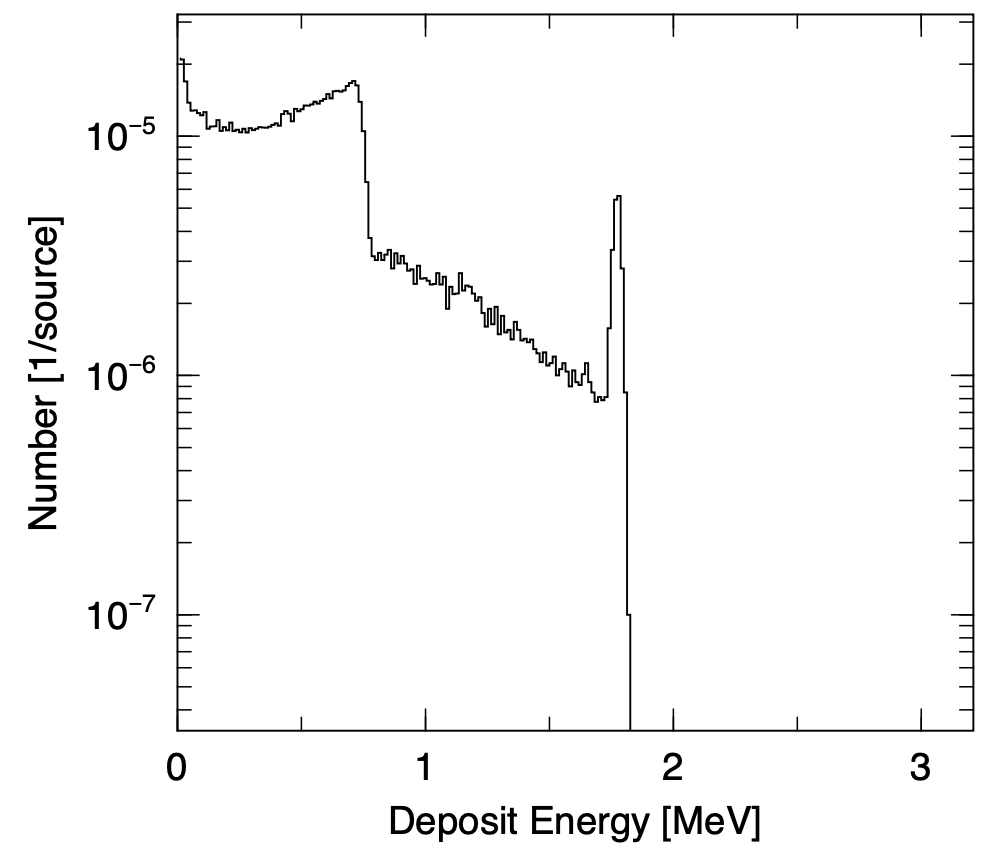 Number [1/source]
10⁻⁵
10⁻⁶
10⁻⁷
0 1 2 3
Deposit Energy [MeV]